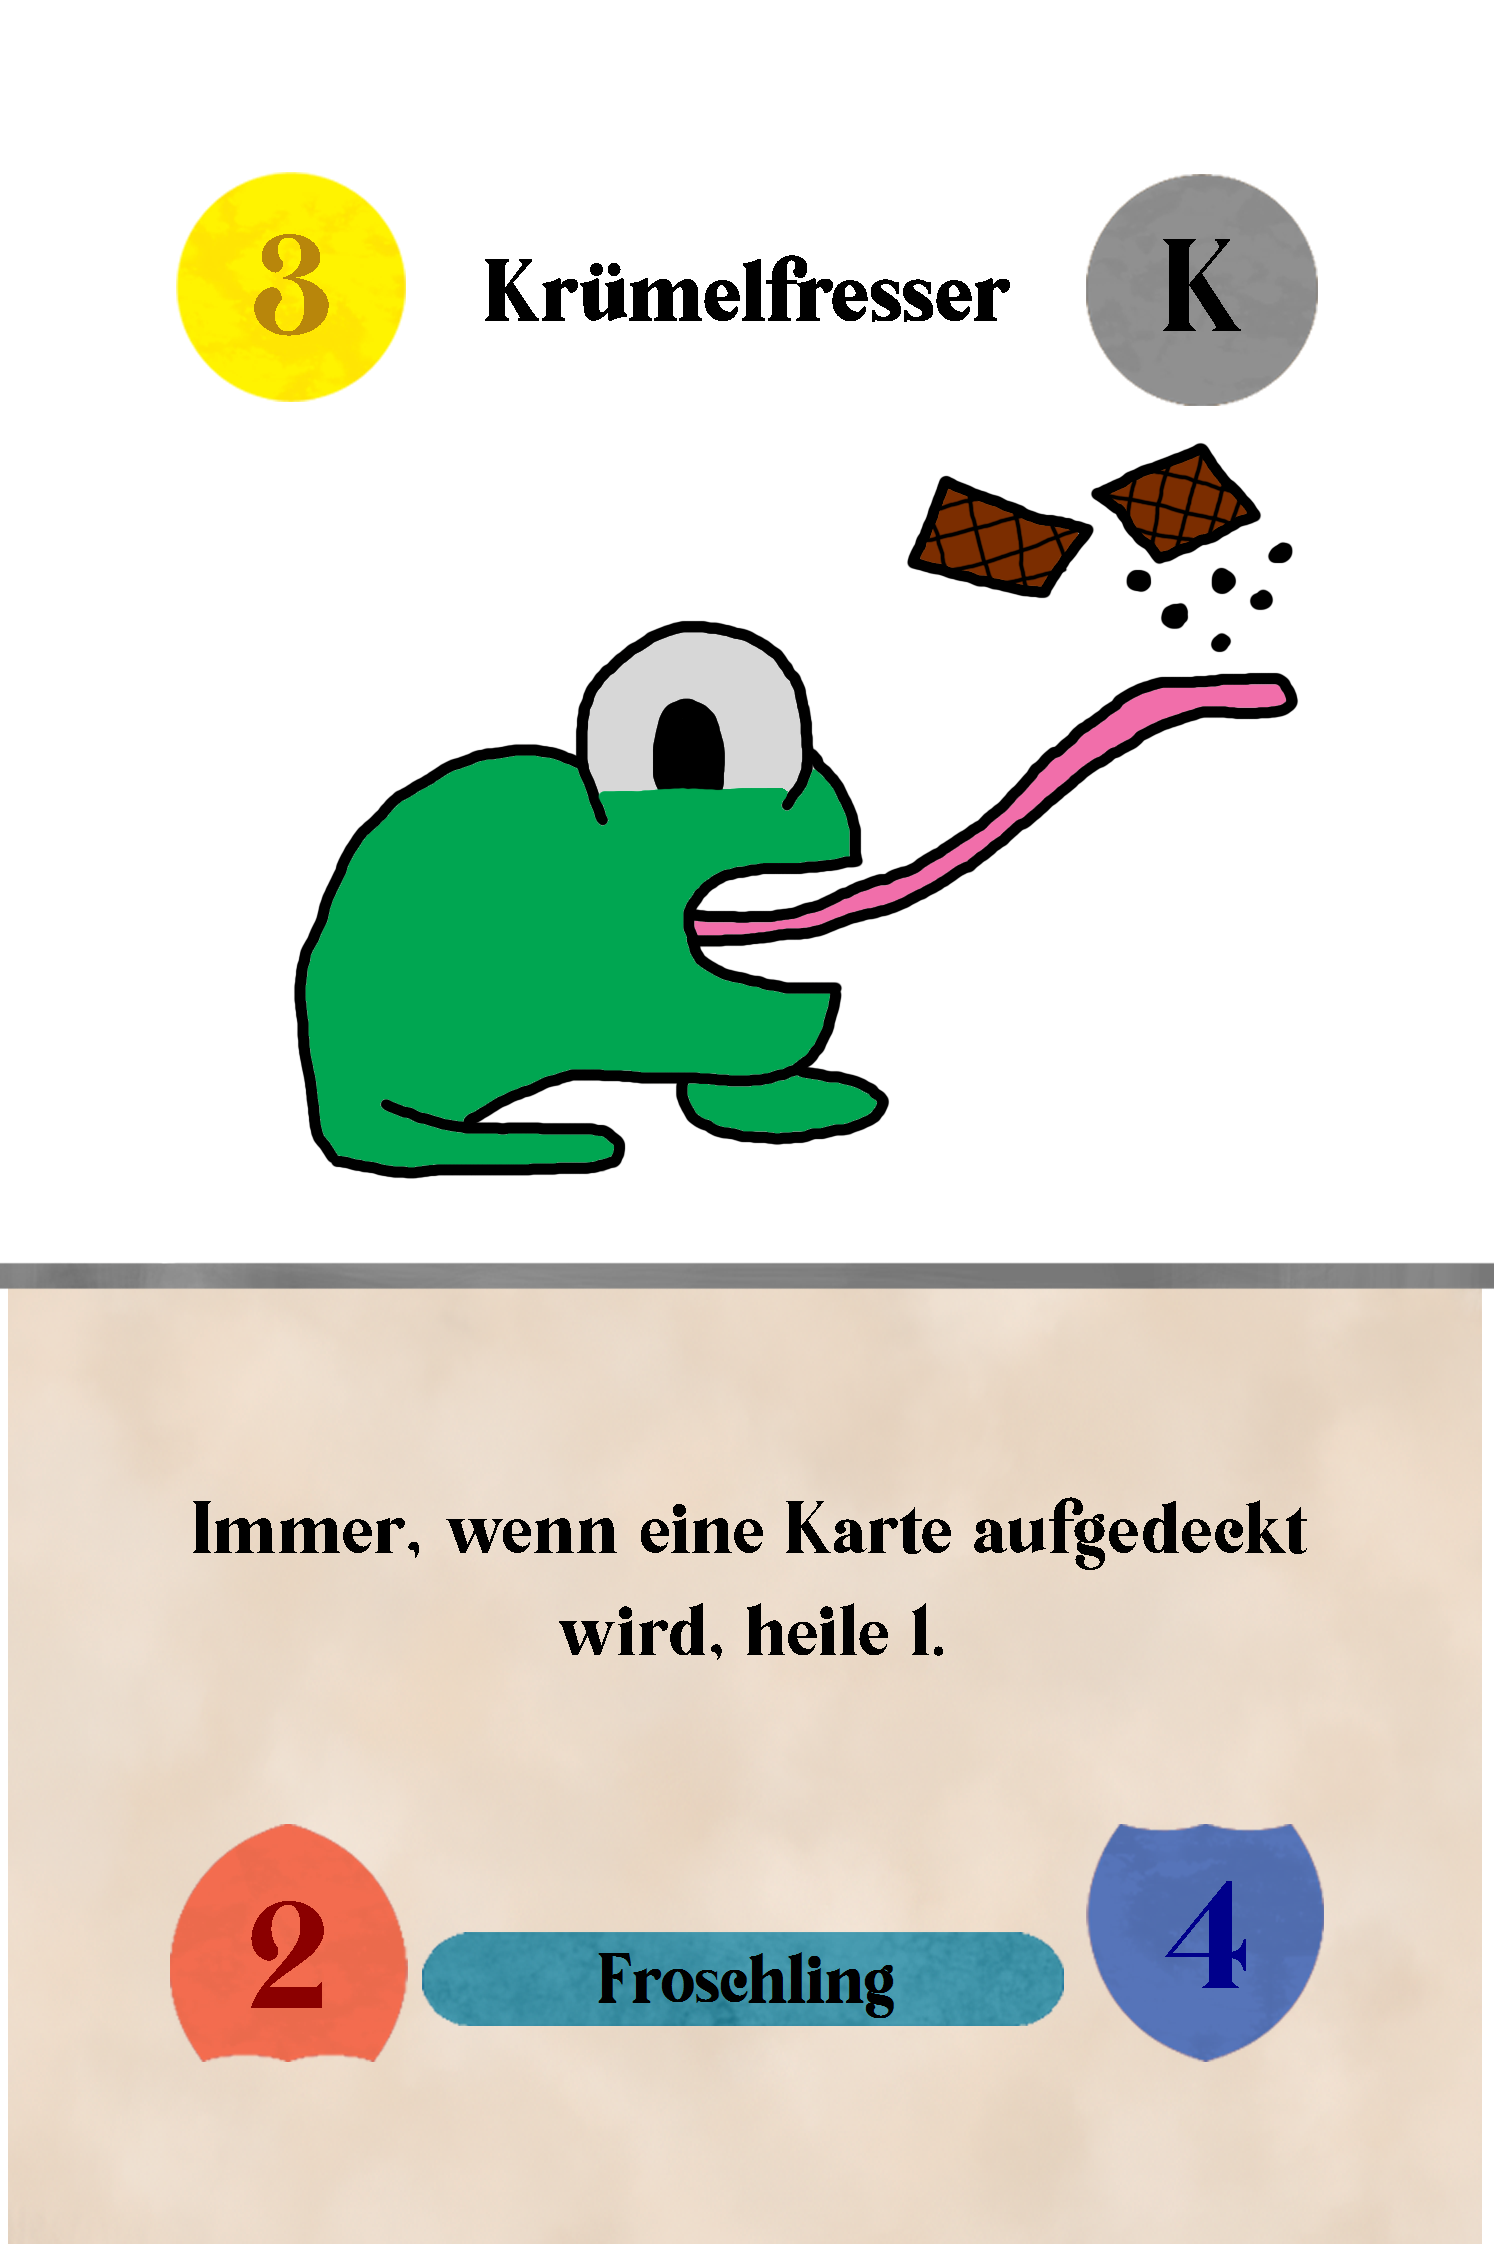 3 Krümelfresser K
Immer, wenn eine Karte aufgedeckt
wird, heile 1.
2 Froschling 4